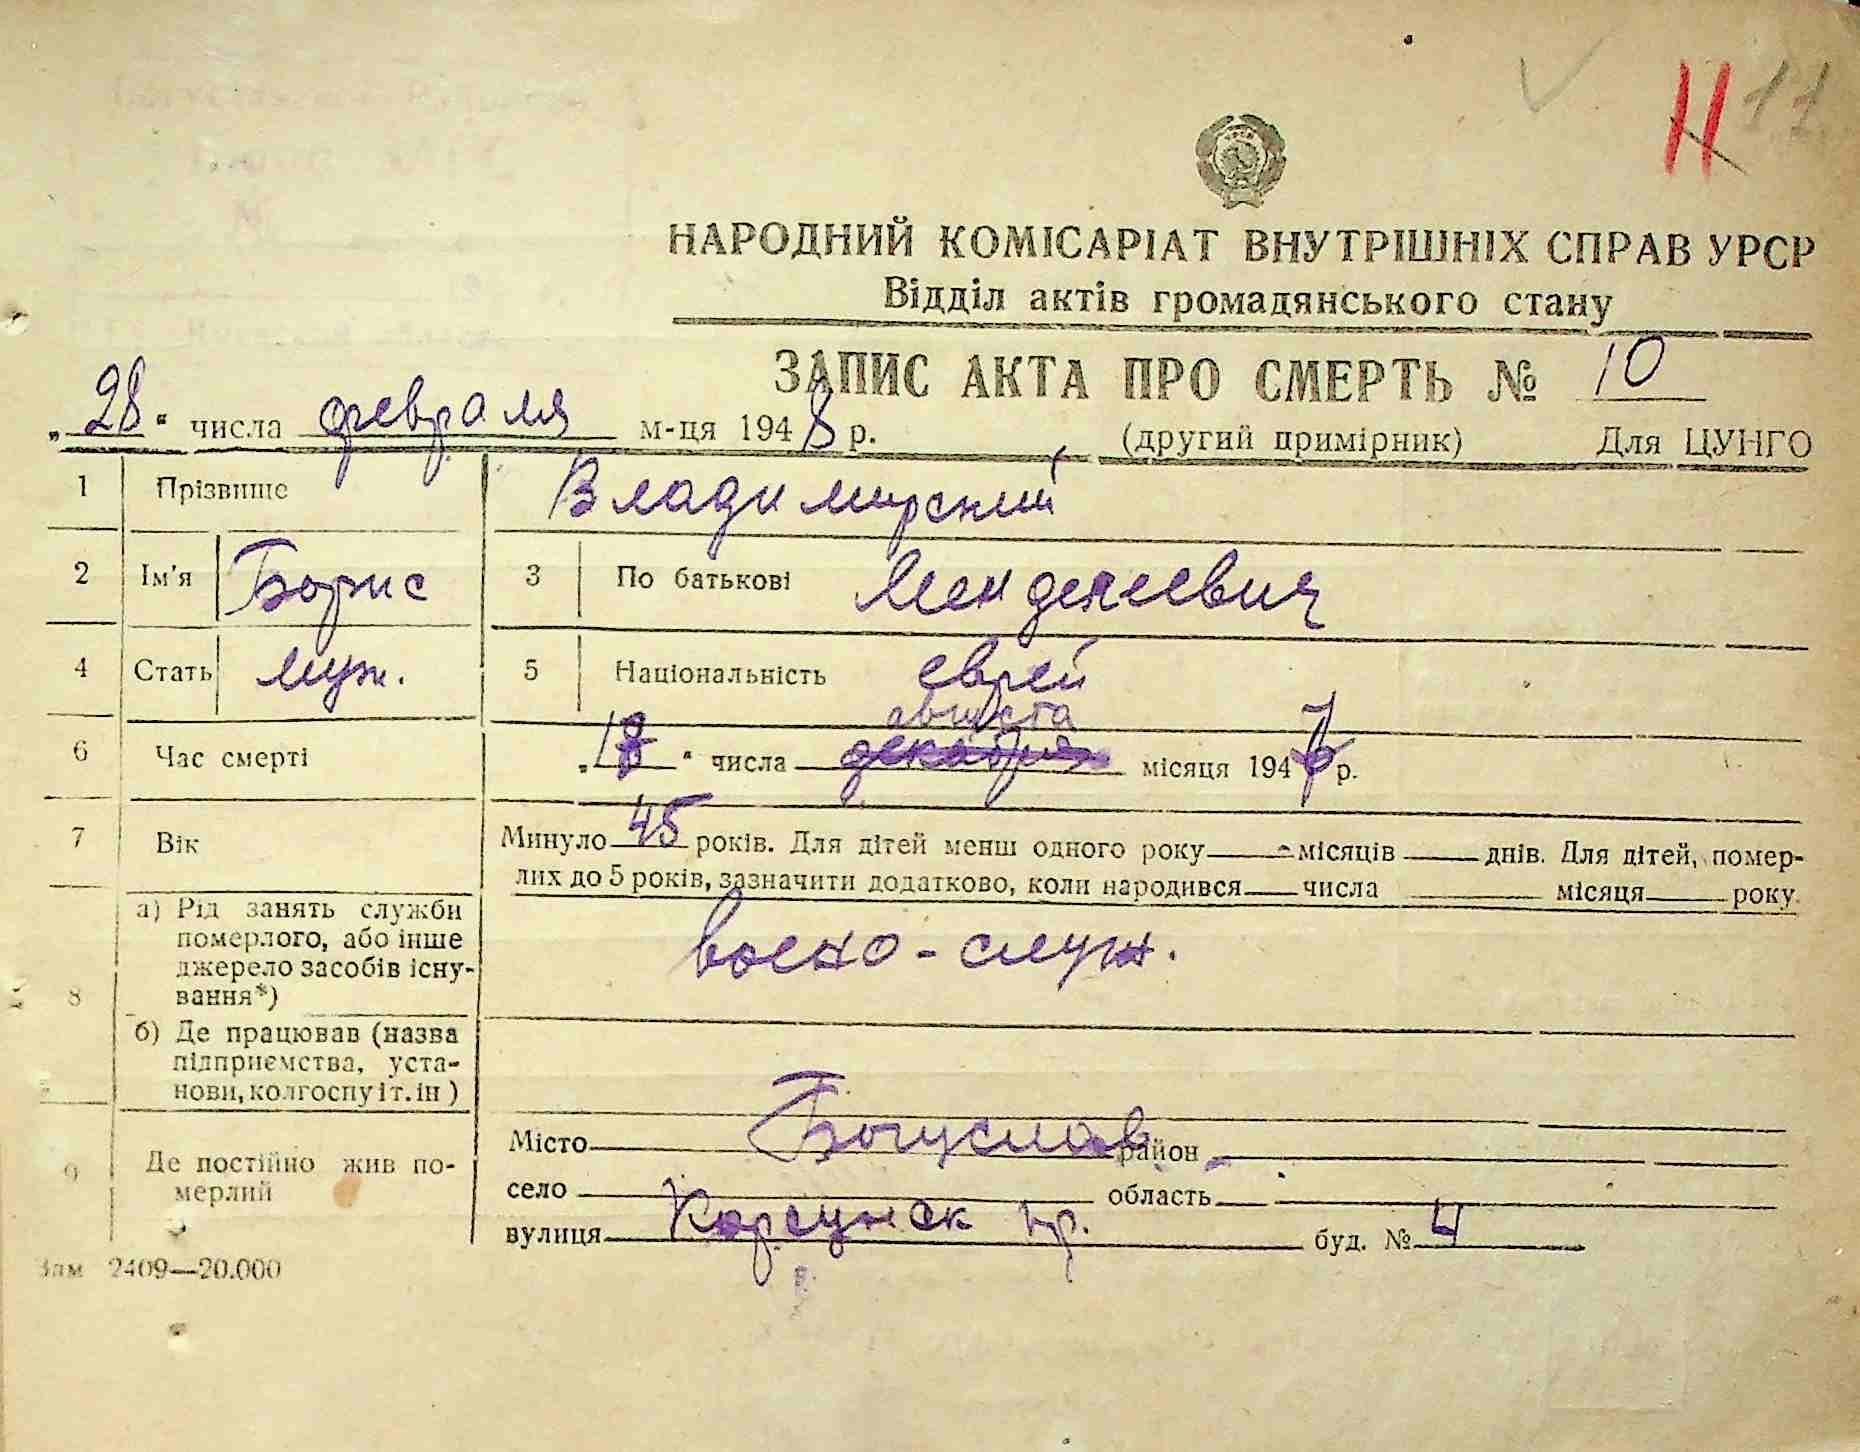 11 11
НАРОДНИЙ КОМІСАРІАТ ВНУТРІШНІХ СПРАВ УРСР
Відділ актів громадянського стану
ЗАПИС АКТА ПРО СМЕРТЬ № 10
„28" числа февраля м-ця 1948 р. (другий примірник) Для ЦУНГО
1 Прізвище Владимирский
2 Ім'я Борис 3 По батькові Менделеевич
4 Стать муж. 5 Національність еврей
августа
6 Час смерті " числа декабря місяця 194 р.
7 Вік Минуло 45 років. Для дітей менш одного року - місяців днів. Для дітей, помер-
лих до 5 років, зазначити додатково, коли народився числа місяця року.
8 а) Рід занять служби
померлого, або інше
джерело засобів існу-
вання*) воено-служ.
б) Де працював (назва
підприємства, уста-
нови, колгоспу і т. ін)
9 Де постійно жив по-
мерлий
Місто Богуслав район -
село область
вулиця Корсунск пр. буд. № 4
Зам 2409—20.000